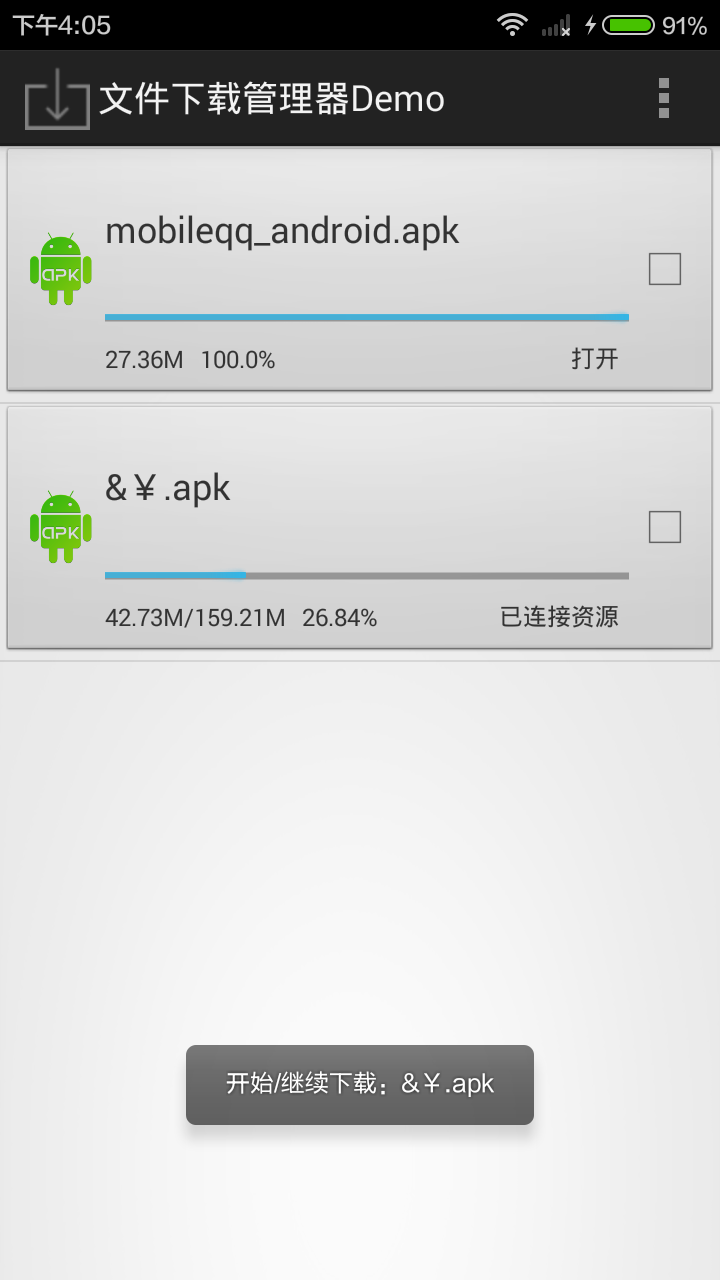 下午4:05
91%
文件下载管理器Demo
mobileqq_android.apk
APK
27.36M 100.0% 打开
&￥.apk
APK
42.73M/159.21M 26.84% 已连接资源
开始/继续下载：&￥.apk